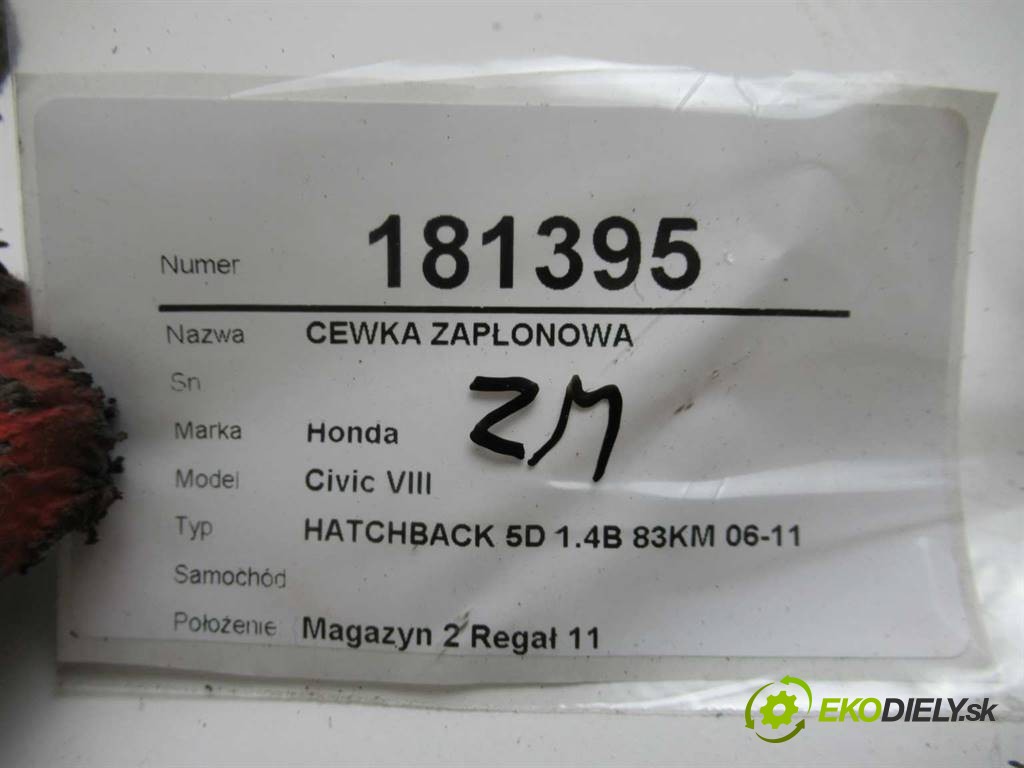 Numer 181395
Nazwa CEWKA ZAPŁONOWA
Sn
ZM
Marka Honda
Model Civic VIII
Typ HATCHBACK 5D 1.4B 83KM 06-11
Samochód
Położenie Magazyn 2 Regał 11
EKODIELY.sk